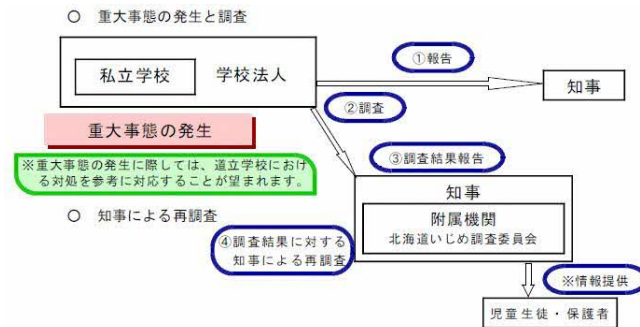 ○ 重大事態の発生と調査
①報告
私立学校
学校法人
知事
②調査
重大事態の発生
③調査結果報告
※重大事態の発生に際しては、道立学校におけ
る対処を参考に対応することが望まれます。
知事
附属機関
北海道いじめ調査委員会
○ 知事による再調査
④調査結果に対する
知事による再調査
※情報提供
児童生徒・保護者